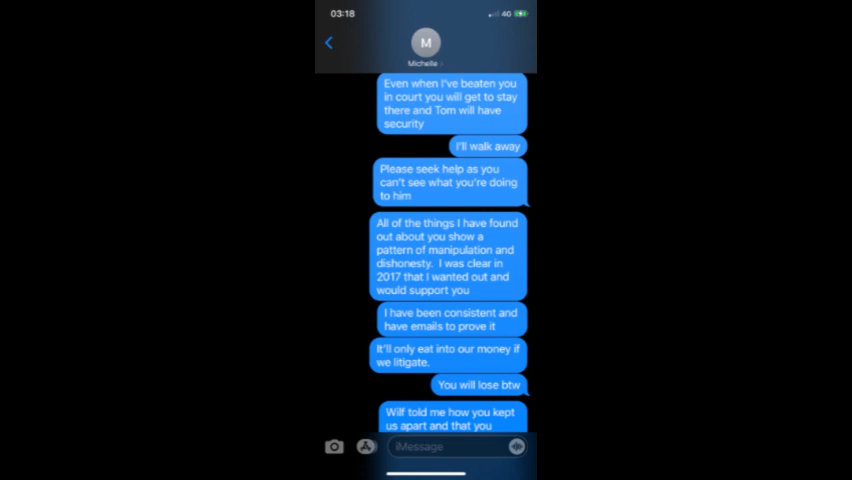 03:18
4G
M
Michelle
Even when I've beaten you
in court you will get to stay
there and Tom will have
security
I'll walk away
Please seek help as you
can't see what you're doing
to him
All of the things I have found
out about you show a
pattern of manipulation and
dishonesty. I was clear in
2017 that I wanted out and
would support you
I have been consistent and
have emails to prove it
It'll only eat into our money if
we litigate.
You will lose btw
Wilf told me how you kept
us apart and that you
iMessage